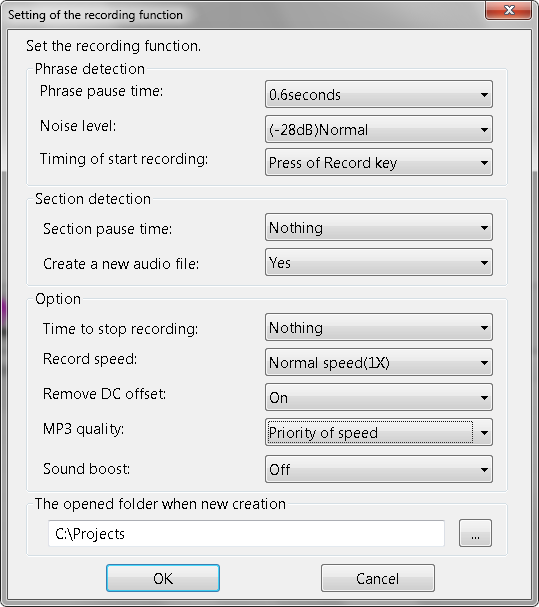 Setting of the recording function
Set the recording function.
Phrase detection
Phrase pause time: 0.6seconds
Noise level: (-28dB)Normal
Timing of start recording: Press of Record key
Section detection
Section pause time: Nothing
Create a new audio file: Yes
Option
Time to stop recording: Nothing
Record speed: Normal speed(1X)
Remove DC offset: On
MP3 quality: Priority of speed
Sound boost: Off
The opened folder when new creation
C:\Projects ...
OK Cancel